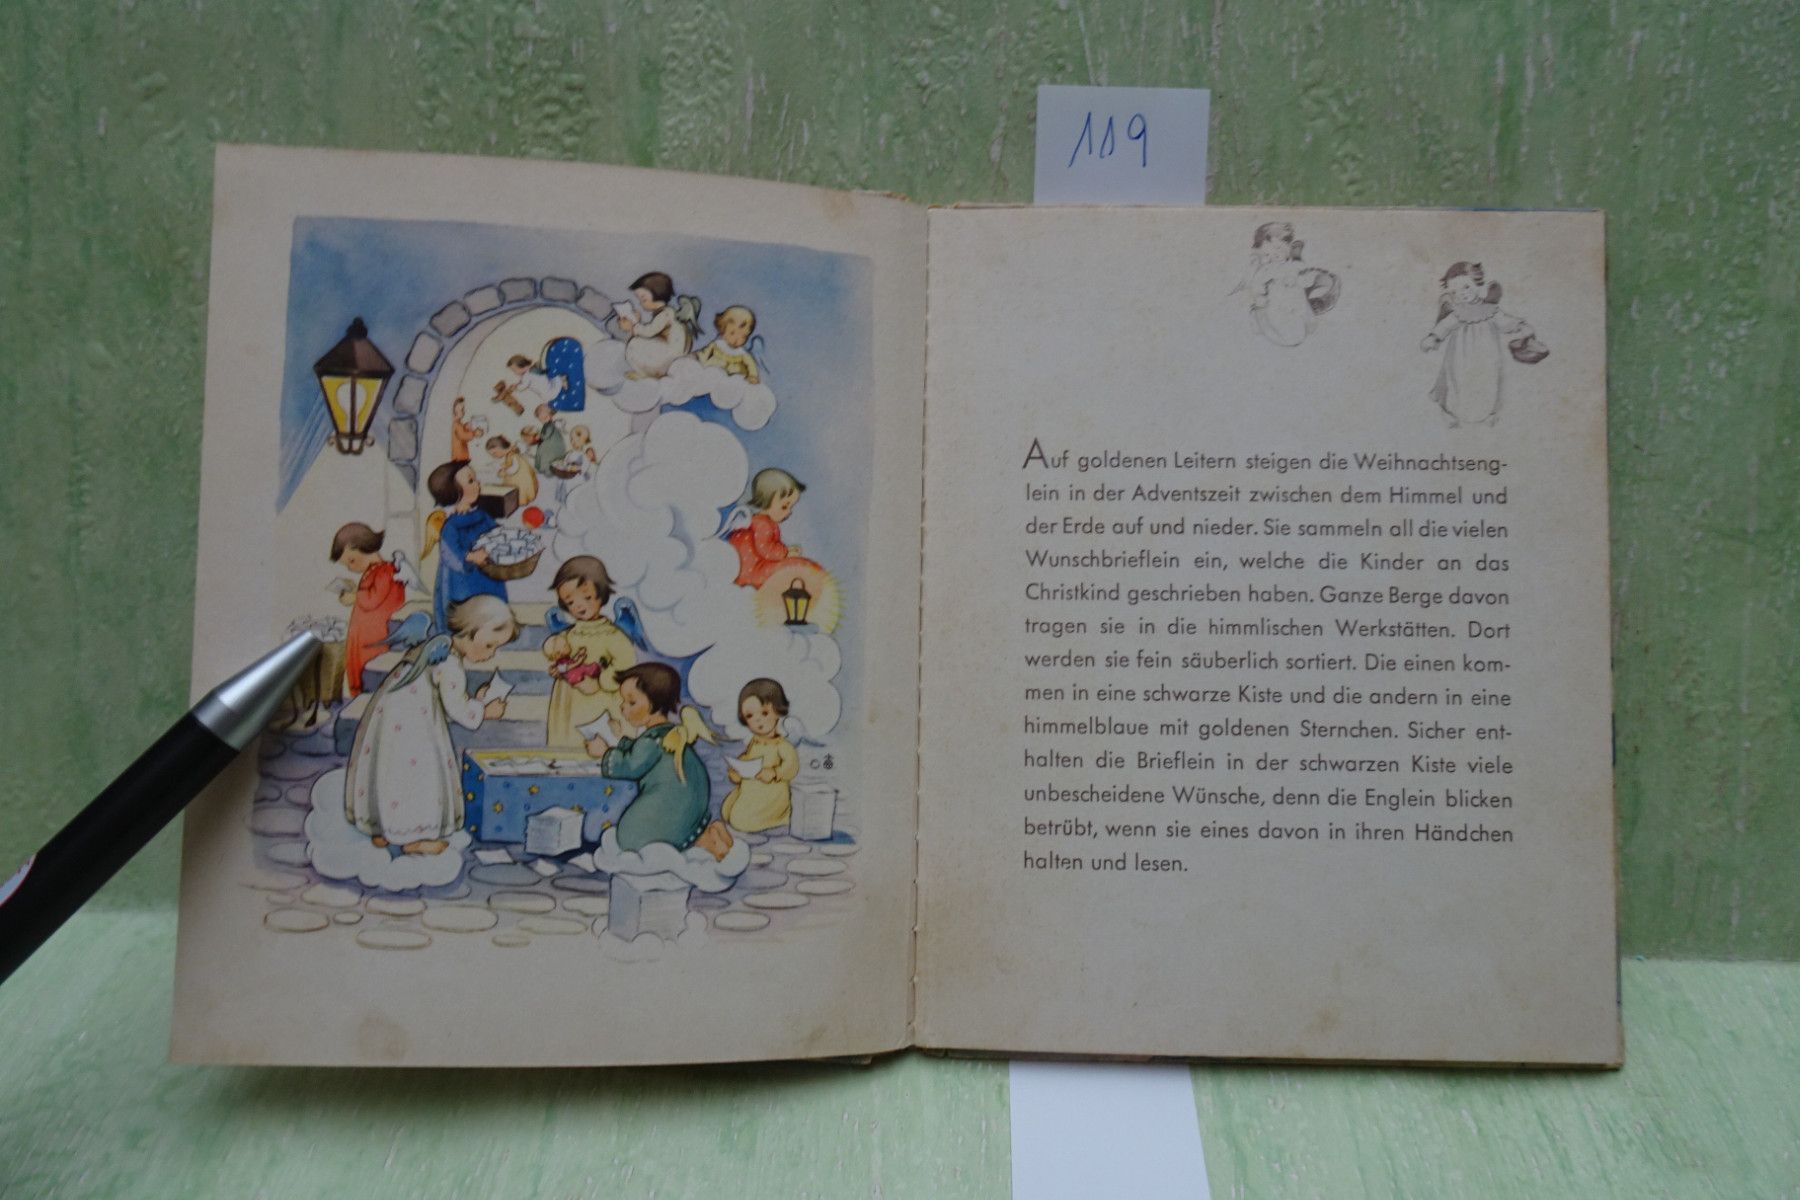 119
Auf goldenen Leitern steigen die Weihnachtseng-
lein in der Adventszeit zwischen dem Himmel und
der Erde auf und nieder. Sie sammeln all die vielen
Wunschbrieflein ein, welche die Kinder an das
Christkind geschrieben haben. Ganze Berge davon
tragen sie in die himmlischen Werkstätten. Dort
werden sie fein säuberlich sortiert. Die einen kom-
men in eine schwarze Kiste und die andern in eine
himmelblaue mit goldenen Sternchen. Sicher ent-
halten die Brieflein in der schwarzen Kiste viele
unbescheidene Wünsche, denn die Englein blicken
betrübt, wenn sie eines davon in ihren Händchen
halten und lesen.